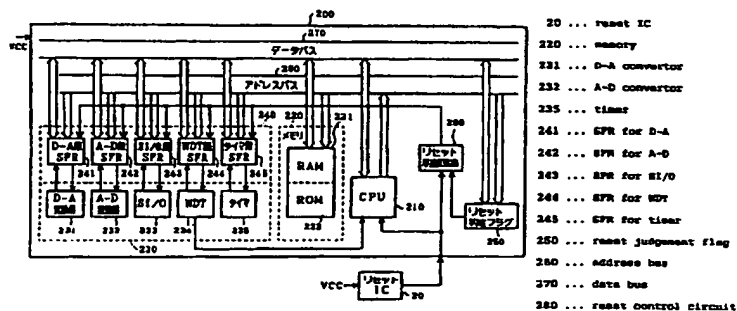 200
VCC
270
データバス
260
アドレスバス
240
220
メモリ
221
280
D-A用
SFR
A-D用
SFR
SI/O用
SFR
WDT用
SFR
タイマ用
SFR
241
242
243
244
245
RAM
ROM
222
CPU
210
リセット
リセット
フラグ
250
D-A
A-D
SI/O
WDT
タイマ
231
232
233
234
235
230
VCC
リセット
IC
20
20 ... reset IC
220 ... memory
231 ... D-A convertor
232 ... A-D convertor
235 ... timer
241 ... SFR for D-A
242 ... SFR for A-D
243 ... SFR for SI/O
244 ... SFR for WDT
245 ... SFR for timer
250 ... reset judgement flag
260 ... address bus
270 ... data bus
280 ... reset control circuit